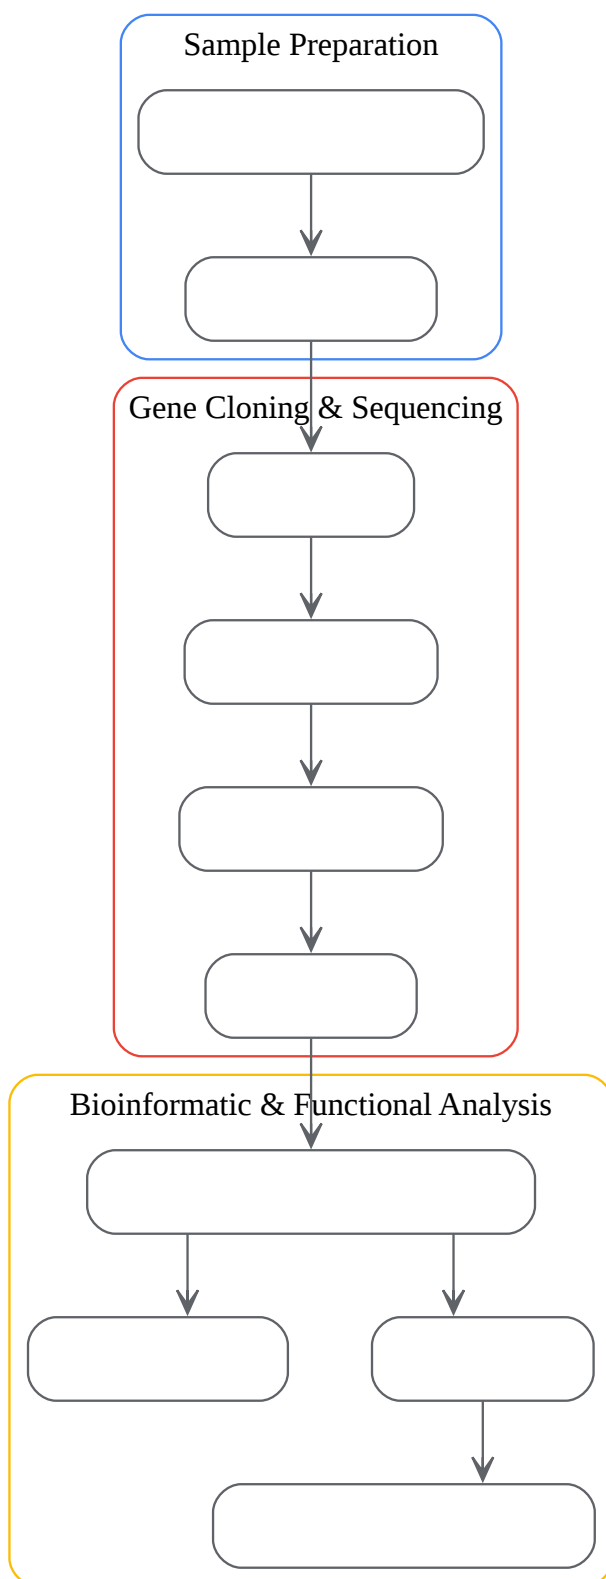 Sample Preparation
Gene Cloning & Sequencing
Bioinformatic & Functional Analysis